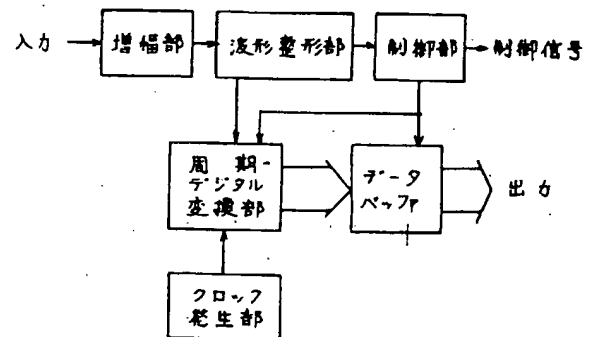 入力
増幅部
波形整形部
制御部
制御信号
周期-
デジタル
変換部
データ
バッファ
出力
クロック
発生部